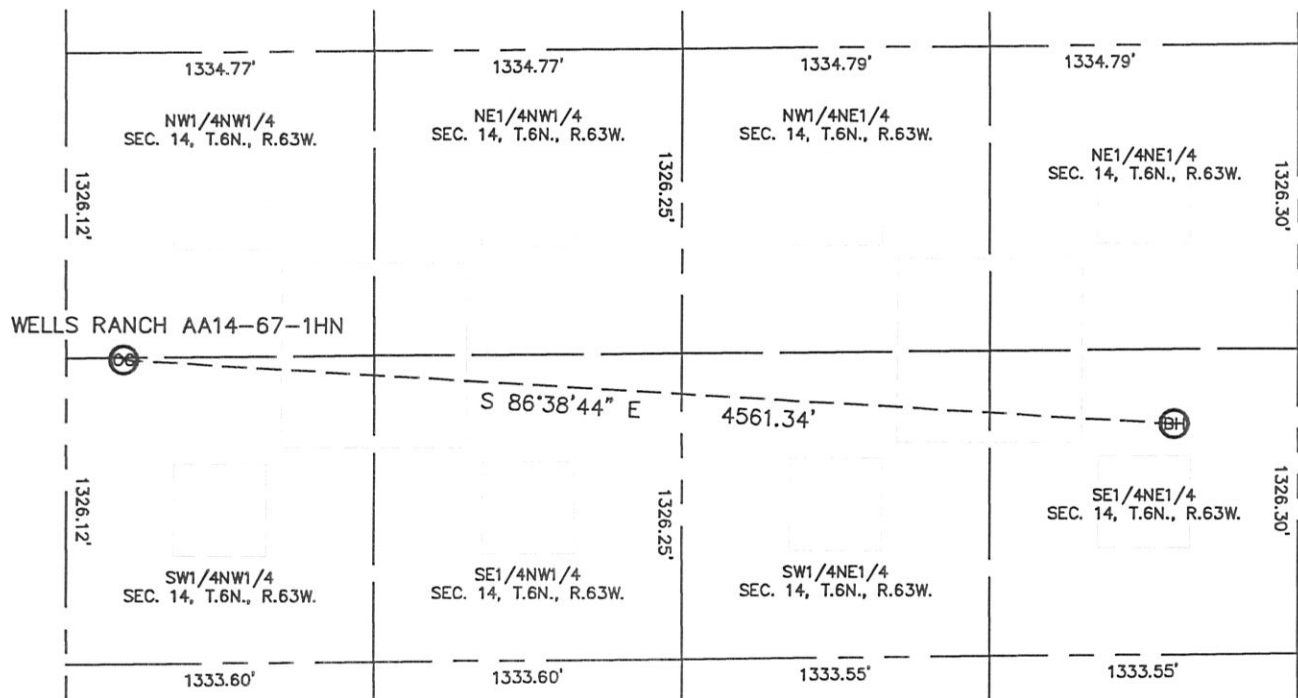 1334.77'
1334.77'
1334.79'
1334.79'
NW1/4NW1/4
SEC. 14, T.6N., R.63W.
NE1/4NW1/4
SEC. 14, T.6N., R.63W.
NW1/4NE1/4
SEC. 14, T.6N., R.63W.
NE1/4NE1/4
SEC. 14, T.6N., R.63W.
1326.12'
1326.25'
1326.30'
WELLS RANCH AA14-67-1HN
S 86°38'44" E
4561.34'
BH
1326.12'
1326.25'
1326.30'
SE1/4NE1/4
SEC. 14, T.6N., R.63W.
SW1/4NW1/4
SEC. 14, T.6N., R.63W.
SE1/4NW1/4
SEC. 14, T.6N., R.63W.
SW1/4NE1/4
SEC. 14, T.6N., R.63W.
1333.60'
1333.60'
1333.55'
1333.55'